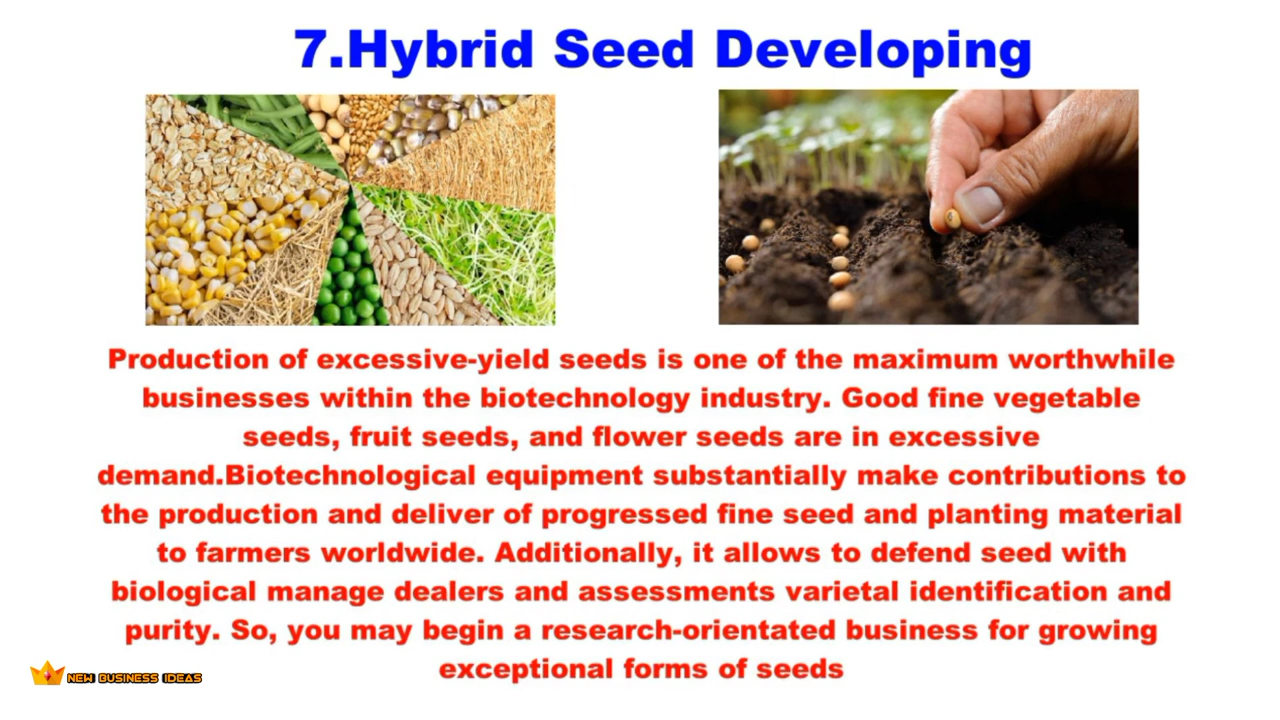 7.Hybrid Seed Developing
Production of excessive-yield seeds is one of the maximum worthwhile
businesses within the biotechnology industry. Good fine vegetable
seeds, fruit seeds, and flower seeds are in excessive
demand.Biotechnological equipment substantially make contributions to
the production and deliver of progressed fine seed and planting material
to farmers worldwide. Additionally, it allows to defend seed with
biological manage dealers and assessments varietal identification and
purity. So, you may begin a research-orientated business for growing
exceptional forms of seeds
NEW BUSINESS IDEAS